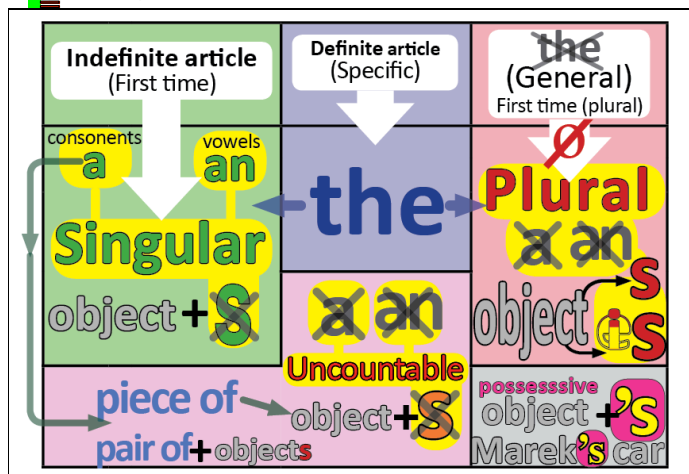 Indefinite article
(First time)
Definite article
(Specific)
the
(General)
First time (plural)
consonents
a
vowels
an
the
Ø
Plural
Singular
a an
object + S
object s
es
a an
Uncountable
piece of
object + S
pair of + objects
possesssive
object + 's
Marek's car